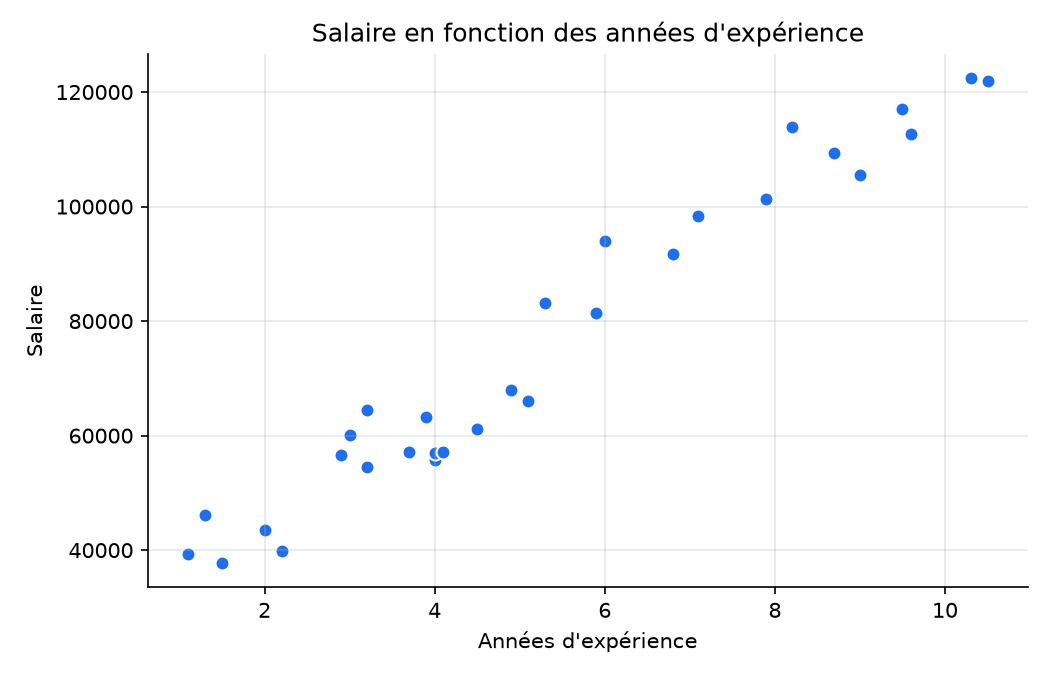 Salaire en fonction des années d'expérience
120000
100000
80000
60000
40000
Salaire
2 4 6 8 10
Années d'expérience